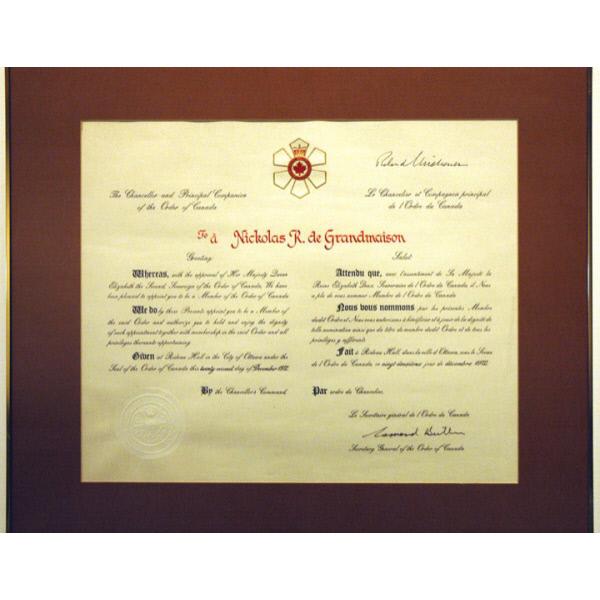 Roland Michener
The Chancellor and Principal Companion
of the Order of Canada
Le Chancelier et Compagnon principal
de l'Ordre du Canada
To à Nickolas R. de Grandmaison
Greeting:
Whereas, with the approval of Her Majesty Queen
Elizabeth the Second, Sovereign of the Order of Canada, We have
been pleased to appoint you to be a Member of the Order of Canada
We do by these Presents appoint you to be a Member of
the said Order and authorize you to hold and enjoy the dignity
of such appointment together with membership in the said Order and all
privileges thereunto appertaining
Given at Rideau Hall in the City of Ottawa under the
Seal of the Order of Canada this twenty second day of December 1972.
By the Chancellor's Command.
Salut:
Attendu que, avec l'assentiment de Sa Majesté la
Reine Elizabeth Deux, Souveraine de l'Ordre du Canada, il Nous
a plu de vous nommer Membre de l'Ordre du Canada
Nous vous nommons par les présentes Membre
dudit Ordre et Nous vous autorisons à bénéficier et à jouir de la dignité de
telle nomination ainsi que du titre de membre dudit Ordre et de tous les
privilèges y afférents
Fait à Rideau Hall, dans la ville d'Ottawa, sous le Sceau
de l'Ordre du Canada, ce vingt deuxième jour de décembre 1972.
Par ordre du Chancelier,
Le Secrétaire général de l'Ordre du Canada
Secretary General of the Order of Canada